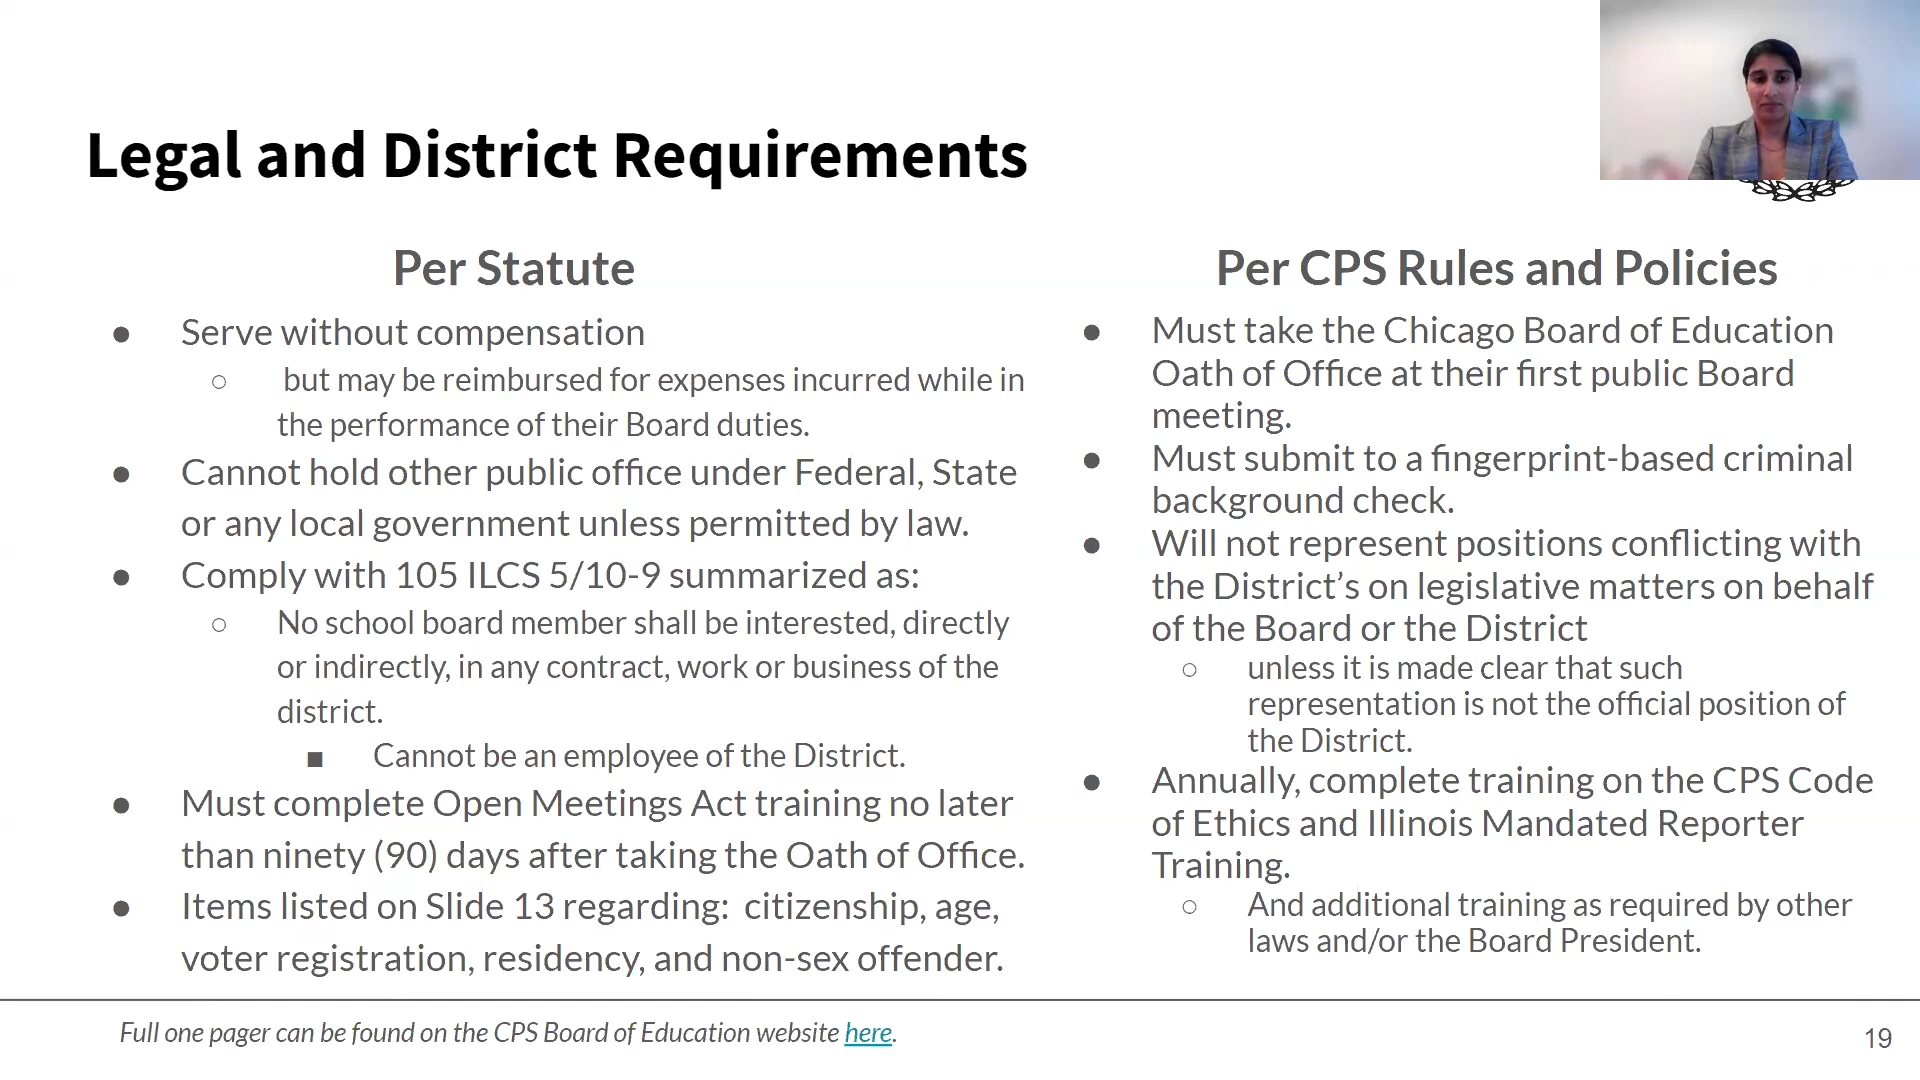 Legal and District Requirements
Per Statute
● Serve without compensation
○ but may be reimbursed for expenses incurred while in
the performance of their Board duties.
● Cannot hold other public office under Federal, State
or any local government unless permitted by law.
● Comply with 105 ILCS 5/10-9 summarized as:
○ No school board member shall be interested, directly
or indirectly, in any contract, work or business of the
district.
■ Cannot be an employee of the District.
● Must complete Open Meetings Act training no later
than ninety (90) days after taking the Oath of Office.
● Items listed on Slide 13 regarding: citizenship, age,
voter registration, residency, and non-sex offender.
Per CPS Rules and Policies
● Must take the Chicago Board of Education
Oath of Office at their first public Board
meeting.
● Must submit to a fingerprint-based criminal
background check.
● Will not represent positions conflicting with
the District’s on legislative matters on behalf
of the Board or the District
○ unless it is made clear that such
representation is not the official position of
the District.
● Annually, complete training on the CPS Code
of Ethics and Illinois Mandated Reporter
Training.
○ And additional training as required by other
laws and/or the Board President.
Full one pager can be found on the CPS Board of Education website here.
19